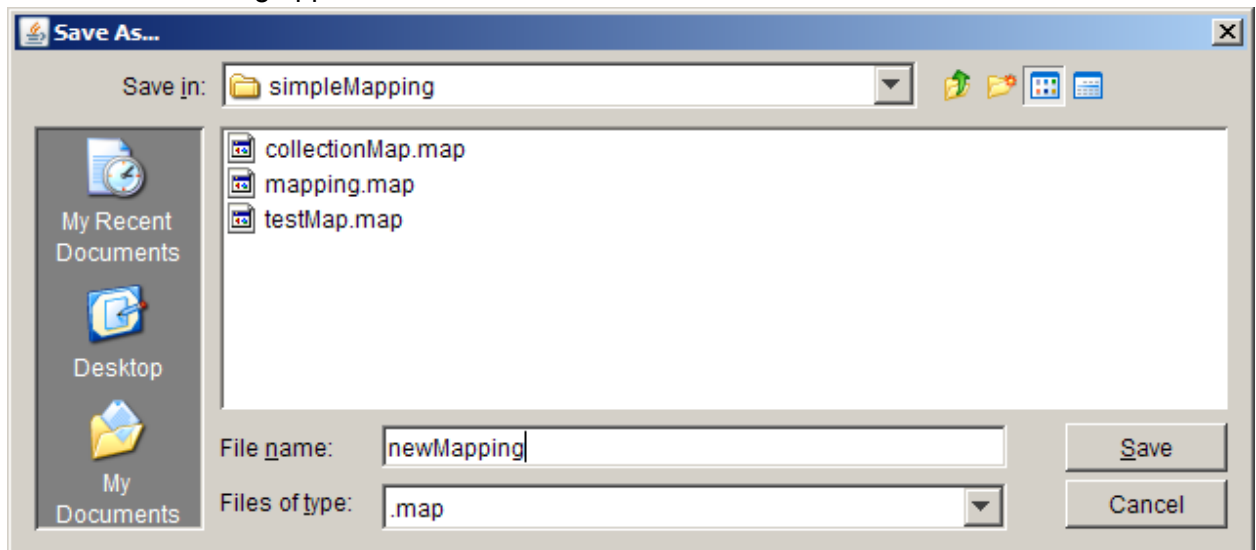 Save As...
Save in:
simpleMapping
collectionMap.map
mapping.map
testMap.map
My Recent
Documents
Desktop
My
Documents
File name:
newMapping
Save
Files of type:
.map
Cancel